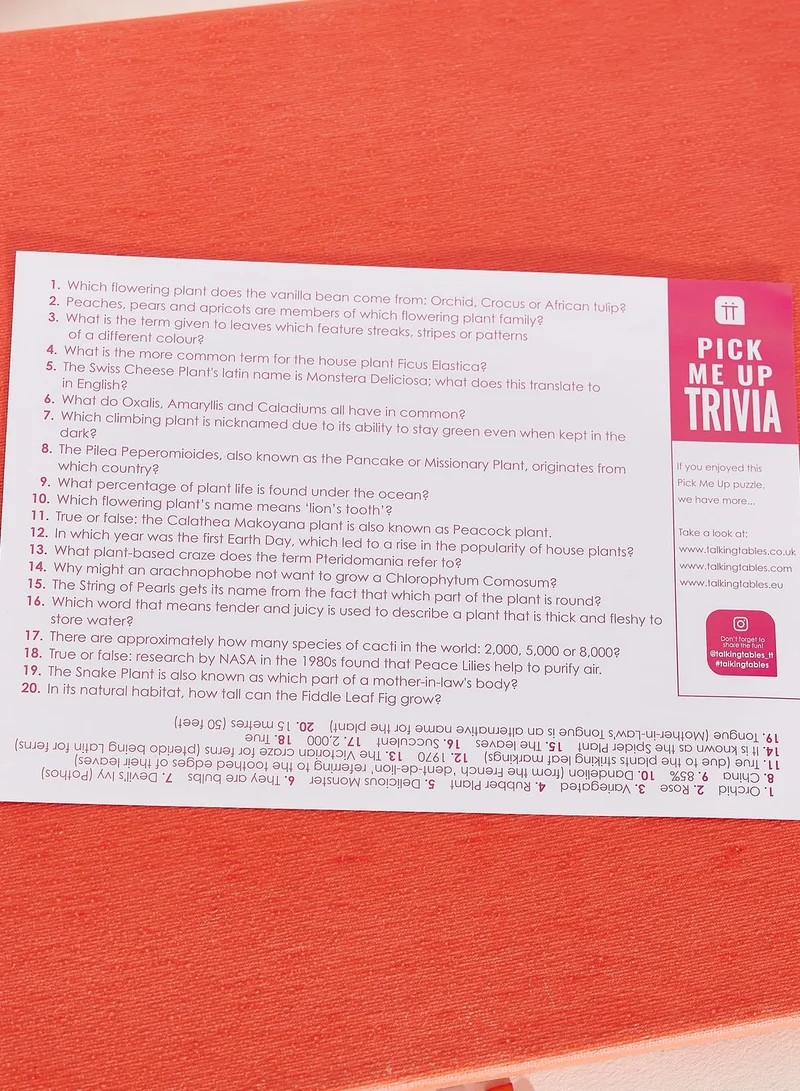 1. Which flowering plant does the vanilla bean come from: Orchid, Crocus or African tulip?
2. Peaches, pears and apricots are members of which flowering plant family?
3. What is the term given to leaves which feature streaks, stripes or patterns
of a different colour?
4. What is the more common term for the house plant Ficus Elastica?
5. The Swiss Cheese Plant's latin name is Monstera Deliciosa; what does this translate to
in English?
6. What do Oxalis, Amaryllis and Caladiums all have in common?
7. Which climbing plant is nicknamed due to its ability to stay green even when kept in the
dark?
8. The Pilea Peperomioides, also known as the Pancake or Missionary Plant, originates from
which country?
9. What percentage of plant life is found under the ocean?
10. Which flowering plant's name means 'lion's tooth'?
11. True or false: the Calathea Makoyana plant is also known as Peacock plant.
12. In which year was the first Earth Day, which led to a rise in the popularity of house plants?
13. What plant-based craze does the term Pteridomania refer to?
14. Why might an arachnophobe not want to grow a Chlorophytum Comosum?
15. The String of Pearls gets its name from the fact that which part of the plant is round?
16. Which word that means tender and juicy is used to describe a plant that is thick and fleshy to
store water?
17. There are approximately how many species of cacti in the world: 2,000, 5,000 or 8,000?
18. True or false: research by NASA in the 1980s found that Peace Lilies help to purify air.
19. The Snake Plant is also known as which part of a mother-in-law's body?
20. In its natural habitat, how tall can the Fiddle Leaf Fig grow?
1. Orchid 2. Rose 3. Variegated 4. Rubber Plant 5. Delicious Monster 6. They are bulbs 7. Devil's Ivy (Pothos)
8. China 9. 85% 10. Dandelion (from the French 'dent-de-lion' referring to the toothed edges of their leaves)
11. True (due to the plants striking leaf markings) 12. 1970 13. The Victorian craze for ferns (pterido being Latin for ferns)
14. It is known as the Spider Plant 15. The leaves 16. Succulent 17. 2,000 18. True
19. Tongue (Mother-in-Law's Tongue is an alternative name for the plant) 20. 15 metres (50 feet)
tt
PICK
ME UP
TRIVIA
If you enjoyed this
Pick Me Up puzzle,
we have more...
Take a look at:
www.talkingtables.co.uk
www.talkingtables.com
www.talkingtables.eu
Don't forget to
share the fun!
@talkingtables_tt
#talkingtables